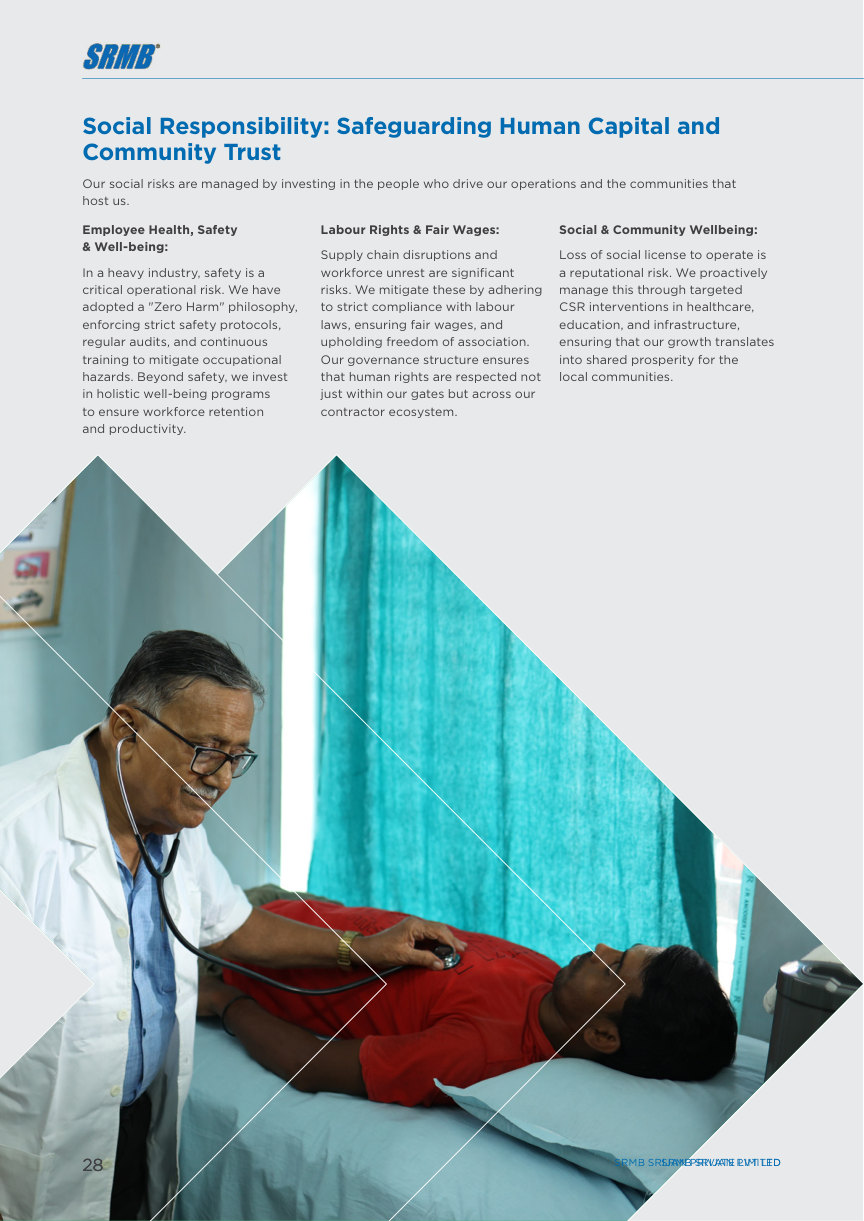 SRMB
Social Responsibility: Safeguarding Human Capital and
Community Trust
Our social risks are managed by investing in the people who drive our operations and the communities that
host us.
Employee Health, Safety
& Well-being:
In a heavy industry, safety is a
critical operational risk. We have
adopted a "Zero Harm" philosophy,
enforcing strict safety protocols,
regular audits, and continuous
training to mitigate occupational
hazards. Beyond safety, we invest
in holistic well-being programs
to ensure workforce retention
and productivity.
Labour Rights & Fair Wages:
Supply chain disruptions and
workforce unrest are significant
risks. We mitigate these by adhering
to strict compliance with labour
laws, ensuring fair wages, and
upholding freedom of association.
Our governance structure ensures
that human rights are respected not
just within our gates but across our
contractor ecosystem.
Social & Community Wellbeing:
Loss of social license to operate is
a reputational risk. We proactively
manage this through targeted
CSR interventions in healthcare,
education, and infrastructure,
ensuring that our growth translates
into shared prosperity for the
local communities.
28
SRMB